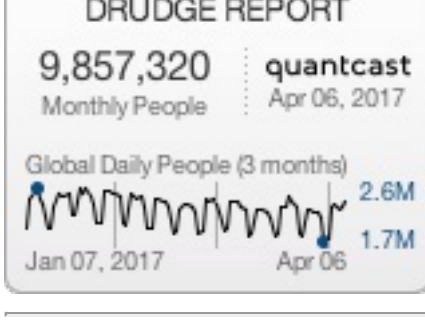 DRUDGE REPORT
9,857,320
Monthly People
quantcast
Apr 06, 2017
Global Daily People (3 months)
2.6M
1.7M
Jan 07, 2017
Apr 06